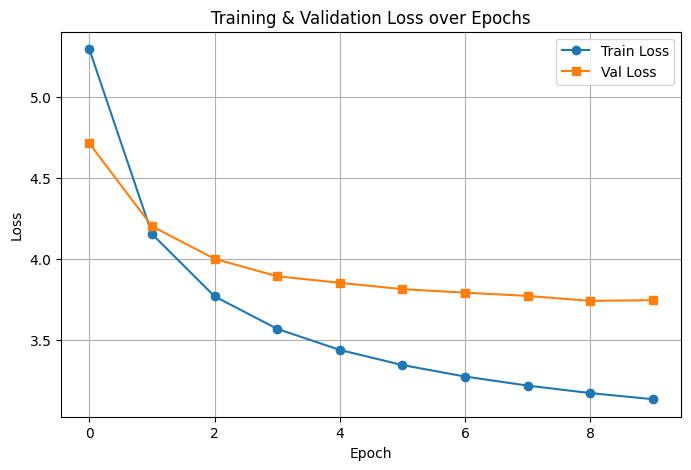 Training & Validation Loss over Epochs
Train Loss
Val Loss
5.0
4.5
4.0
3.5
Loss
0 2 4 6 8
Epoch